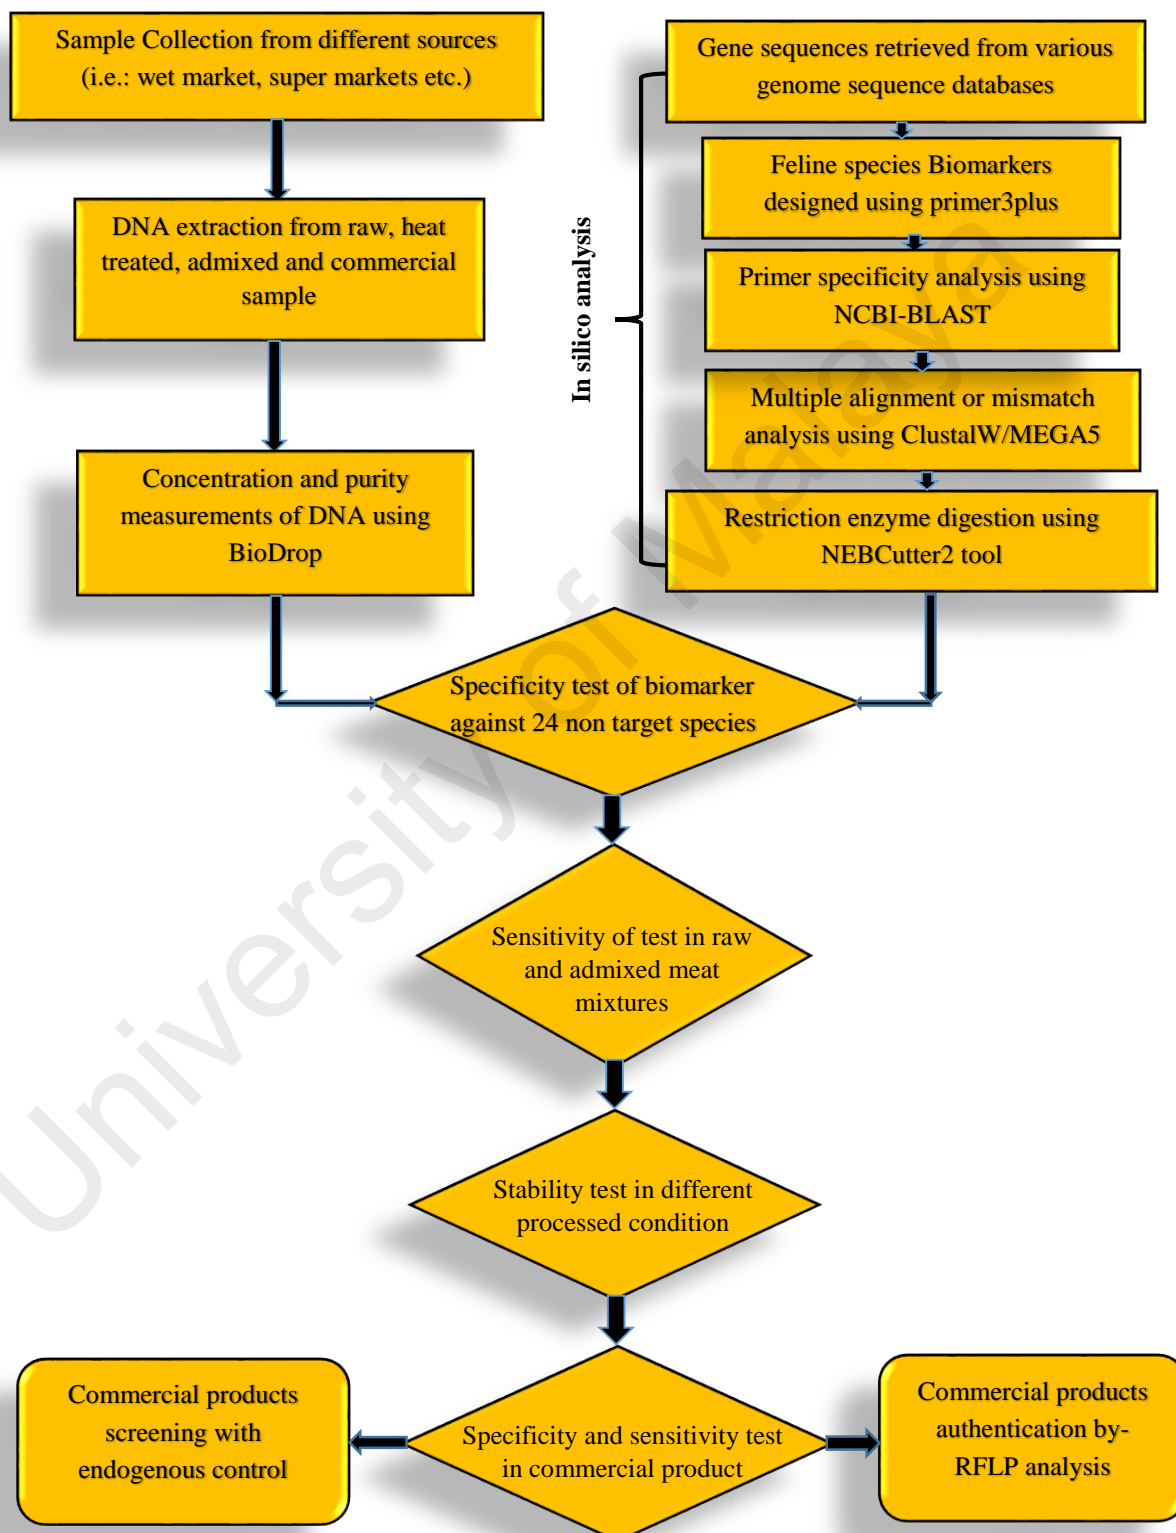 Sample Collection from different sources
(i.e.: wet market, super markets etc.)
DNA extraction from raw, heat
treated, admixed and commercial
sample
Concentration and purity
measurements of DNA using
BioDrop
In silico analysis
Gene sequences retrieved from various
genome sequence databases
Feline species Biomarkers
designed using primer3plus
Primer specificity analysis using
NCBI-BLAST
Multiple alignment or mismatch
analysis using ClustalW/MEGA5
Restriction enzyme digestion using
NEBCutter2 tool
Specificity test of biomarker
against 24 non target species
Sensitivity of test in raw
and admixed meat
mixtures
Stability test in different
processed condition
Commercial products
screening with
endogenous control
Specificity and sensitivity test
in commercial product
Commercial products
authentication by-
RFLP analysis
University of Malaya